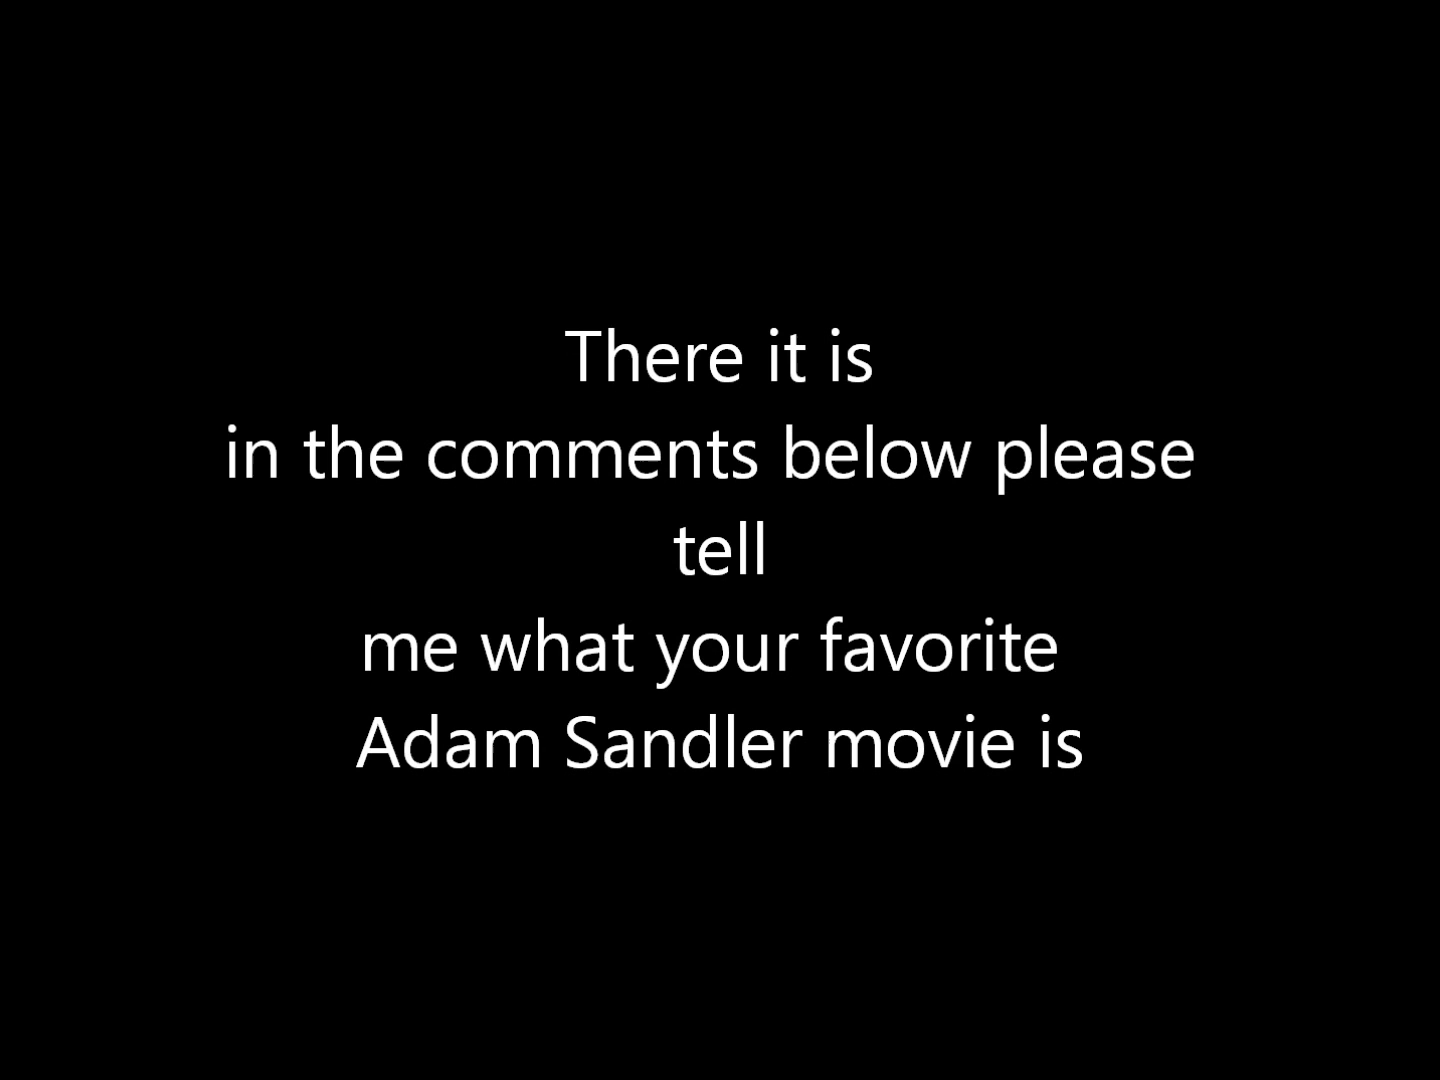 There it is
in the comments below please
tell
me what your favorite
Adam Sandler movie is